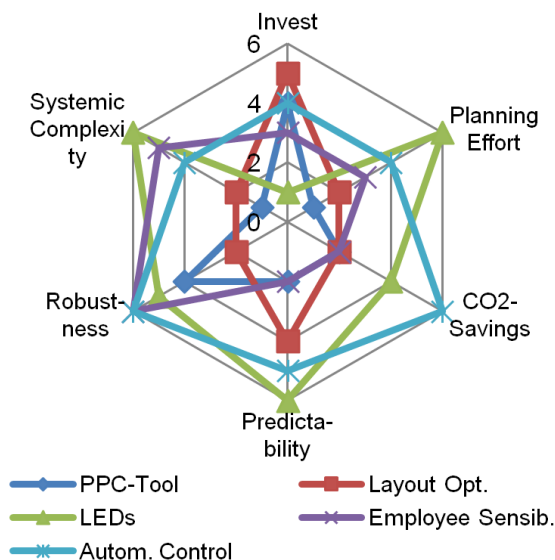 Invest
6
Systemic
Complexi
ty
4
Planning
Effort
2
0
Robust-
ness
CO2-
Savings
Predicta-
bility
PPC-Tool
Layout Opt.
LEDs
Employee Sensib.
Autom. Control